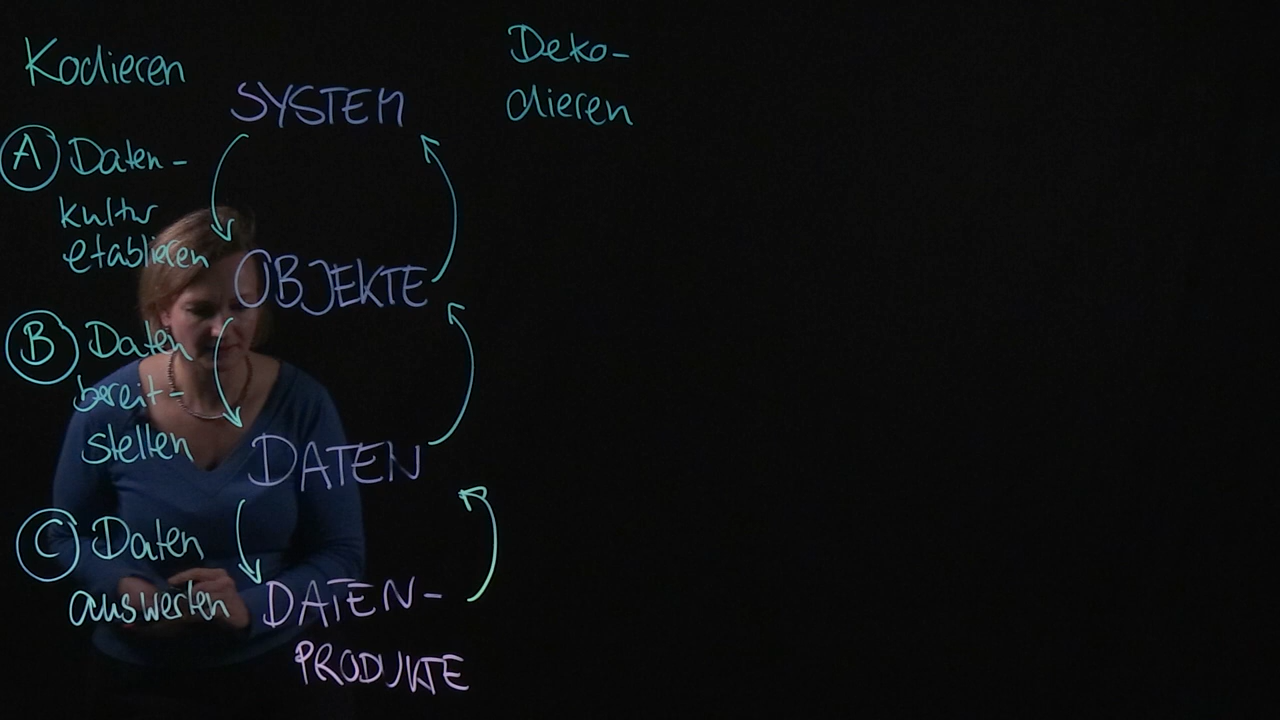 Kodieren
SYSTEM
Deko-
dieren
A Daten-
kultur
etablieren
OBJEKTE
B Daten
bereit-
stellen
DATEN
C Daten
auswerten
DATEN-
PRODUKTE